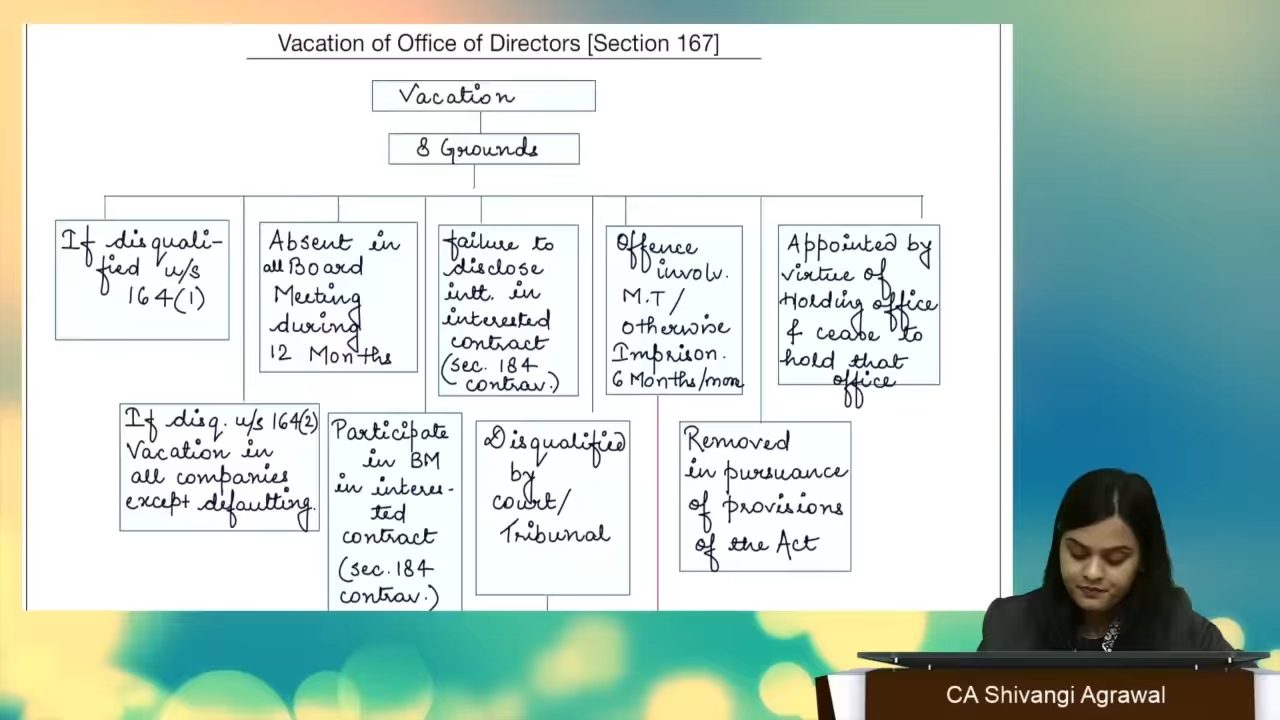 Vacation of Office of Directors [Section 167]
Vacation
8 Grounds
If disquali-
fied u/s
164(1)
Absent in
all Board
Meeting
during
12 Months
failure to
disclose
intt. in
interested
contract
(sec. 184
contrav.)
Offence
involv.
M.T/
otherwise
Imprison.
6 Months/more
Appointed by
virtue of
Holding office
& cease to
hold that
office
If disq. u/s 164(2)
Vacation in
all companies
except defaulting.
Participate
in BM
in interes-
ted
contract
(sec. 184
contrav.)
Disqualified
by
court/
Tribunal
Removed
in pursuance
of provisions
of the Act
CA Shivangi Agrawal